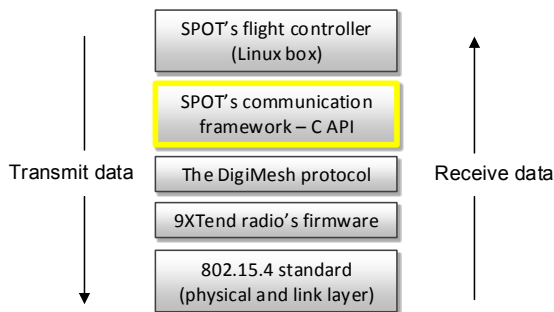 SPOT's flight controller
(Linux box)
SPOT's communication
framework – C API
Transmit data
The DigiMesh protocol
Receive data
9XTend radio's firmware
802.15.4 standard
(physical and link layer)